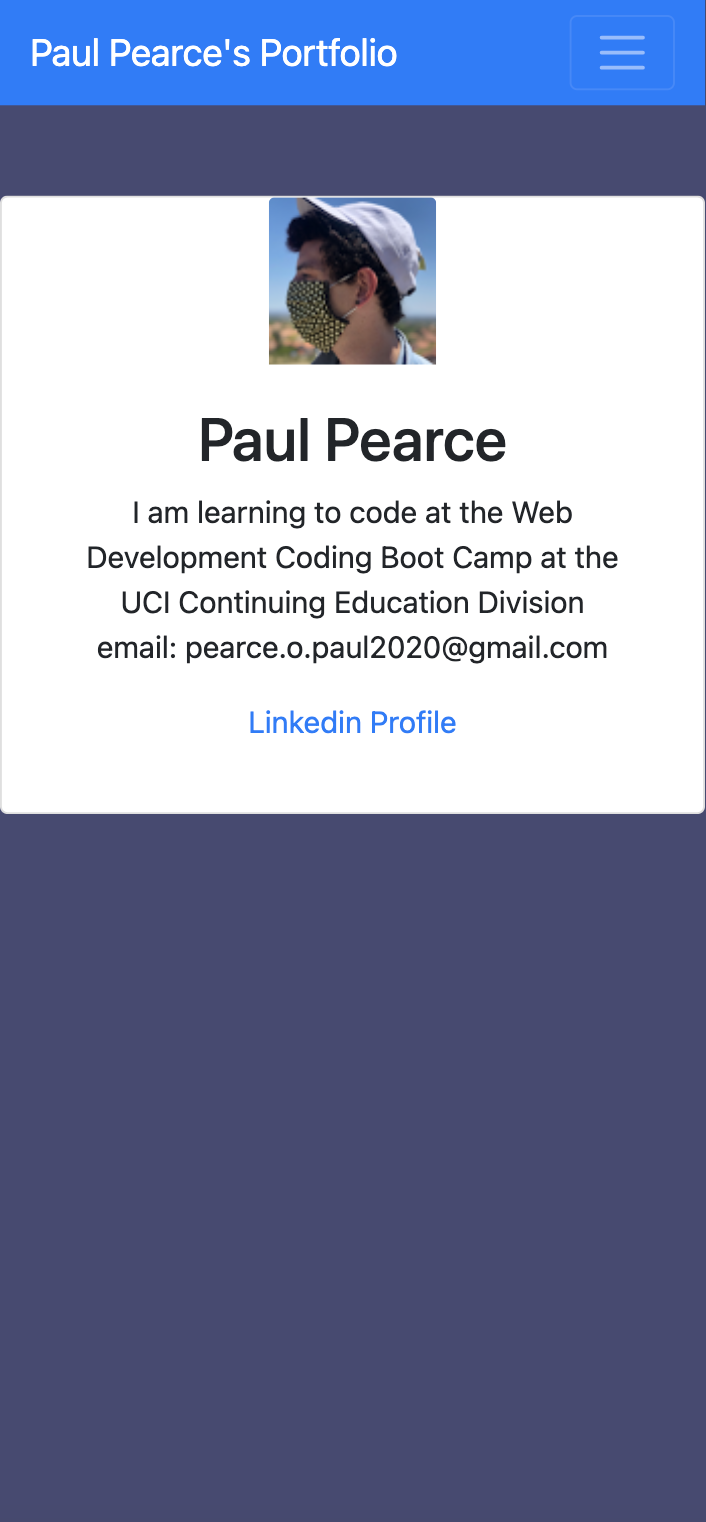 Paul Pearce's Portfolio
Paul Pearce
I am learning to code at the Web
Development Coding Boot Camp at the
UCI Continuing Education Division
email: pearce.o.paul2020@gmail.com
Linkedin Profile